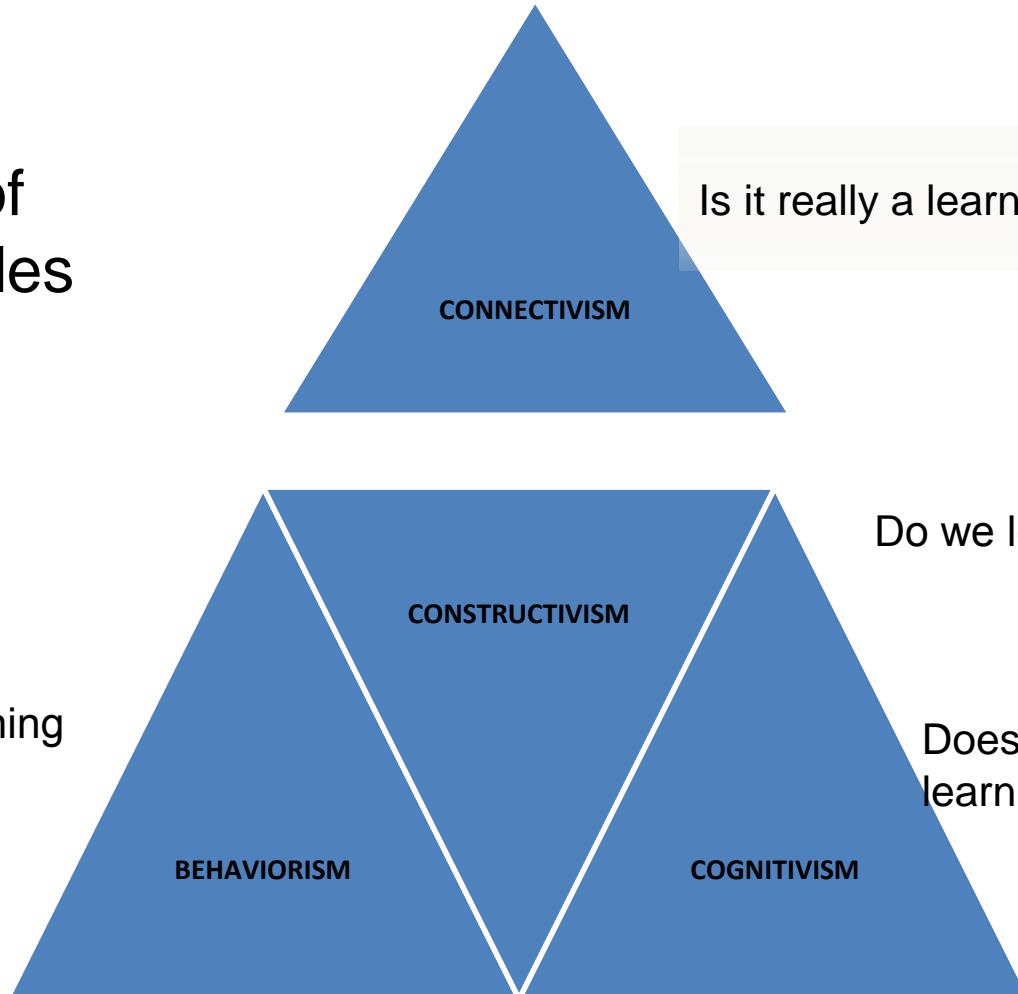 of
les
Is it really a learn
CONNECTIVISM
Do we l
CONSTRUCTIVISM
ning
Does
learn
BEHAVIORISM
COGNITIVISM